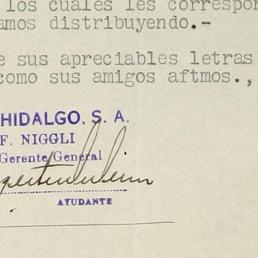 los cuales les correspon
amos distribuyendo.-
e sus apreciables letras
como sus amigos aftmos.,
HIDALGO, S. A.
F. NIGGLI
Gerente General
AYUDANTE